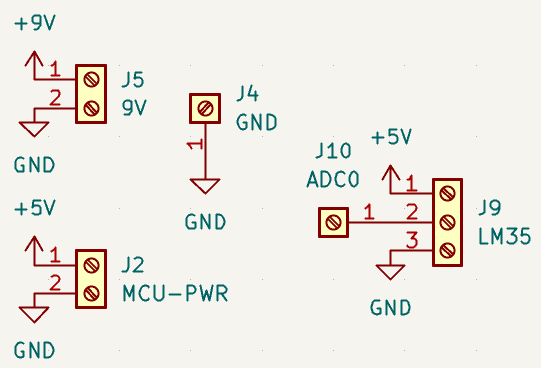 +9V
1
2
J5
9V
GND
J4
GND
1
GND
+5V
1
2
J2
MCU-PWR
GND
J10
ADC0
1
+5V
1
2
3
J9
LM35
GND